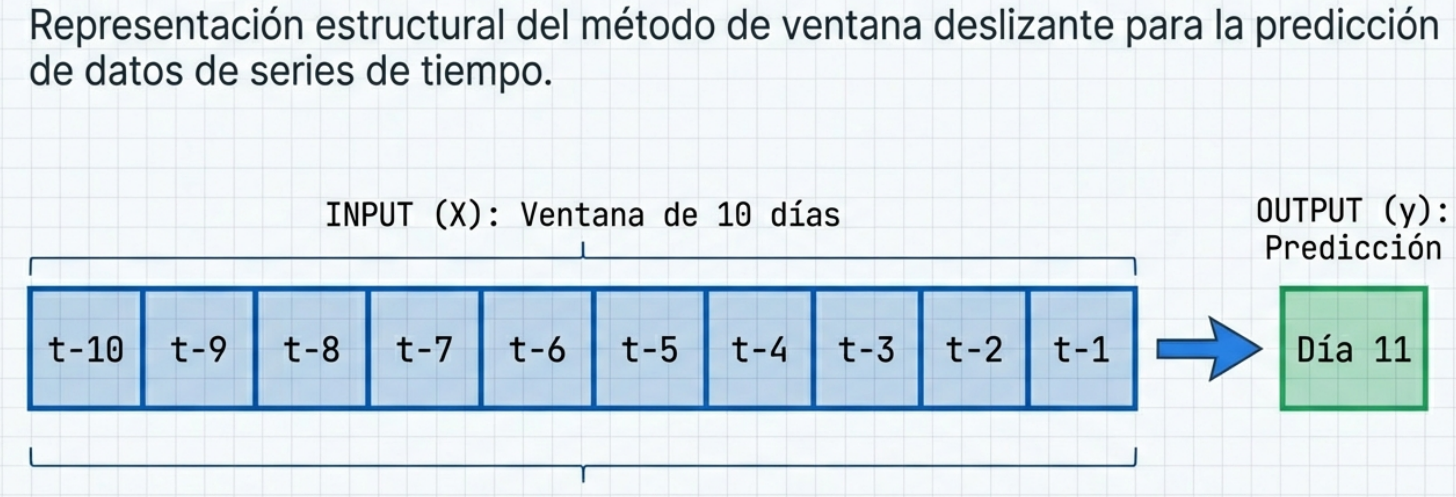 Representación estructural del método de ventana deslizante para la predicción
de datos de series de tiempo.
INPUT (X): Ventana de 10 días
OUTPUT (y):
Predicción
t-10 t-9 t-8 t-7 t-6 t-5 t-4 t-3 t-2 t-1 Día 11